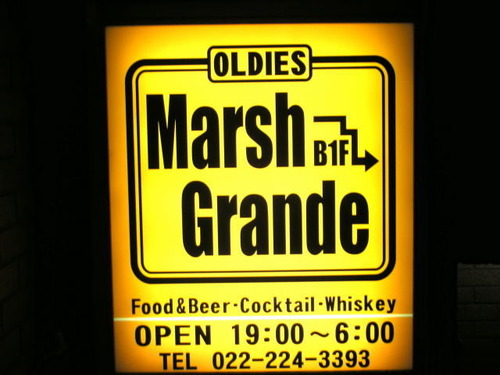 OLDIES
Marsh
B1F
Grande
Food&Beer-Cocktail-Whiskey
OPEN 19:00~6:00
TEL 022-224-3393